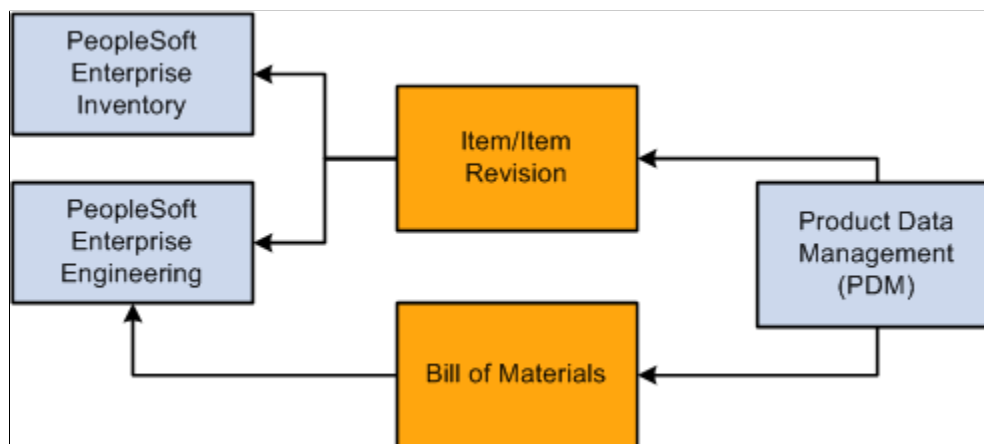 PeopleSoft
Enterprise
Inventory
Item/Item
Revision
PeopleSoft
Enterprise
Engineering
Product Data
Management
(PDM)
Bill of Materials